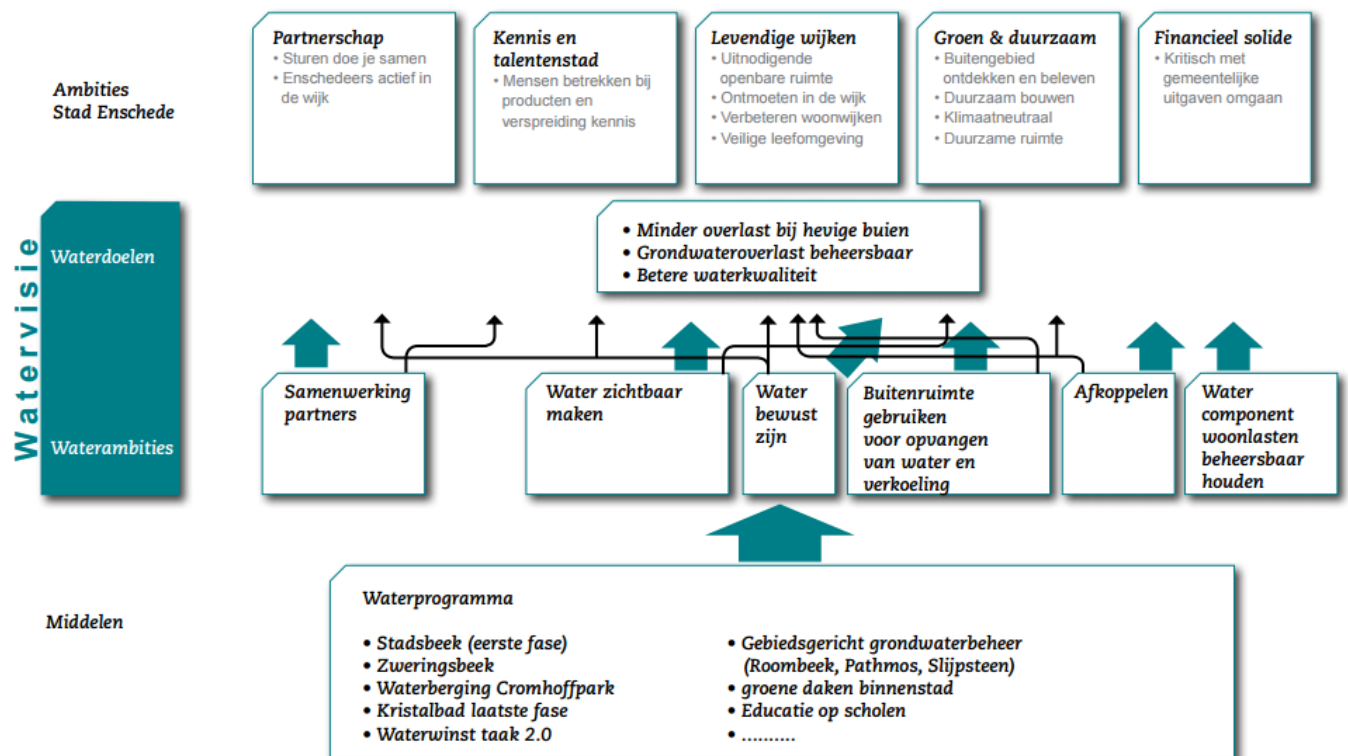 Ambities
Stad Enschede
Partnerschap
• Sturen doe je samen
• Enschedeers actief in
de wijk
Kennis en
talentenstad
• Mensen betrekken bij
producten en
verspreiding kennis
Levendige wijken
• Uitnodigende
openbare ruimte
• Ontmoeten in de wijk
• Verbeteren woonwijken
• Veilige leefomgeving
Groen & duurzaam
• Buitengebied
ontdekken en beleven
• Duurzaam bouwen
• Klimaatneutraal
• Duurzame ruimte
Financieel solide
• Kritisch met
gemeentelijke
uitgaven omgaan
Watervisie
Waterdoelen
• Minder overlast bij hevige buien
• Grondwateroverlast beheersbaar
• Betere waterkwaliteit
Waterambities
Samenwerking
partners
Water zichtbaar
maken
Water
bewust
zijn
Buitenruimte
gebruiken
voor opvangen
van water en
verkoeling
Afkoppelen
Water
component
woonlasten
beheersbaar
houden
Middelen
Waterprogramma
• Stadsbeek (eerste fase)
• Zweringsbeek
• Waterberging Cromhoffpark
• Kristalbad laatste fase
• Waterwinst taak 2.0
• Gebiedsgericht grondwaterbeheer
(Roombeek, Pathmos, Slijpsteen)
• groene daken binnenstad
• Educatie op scholen
• ..........